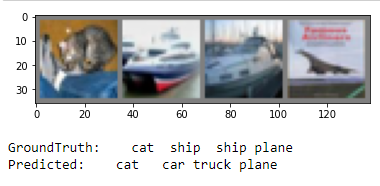 0
10
20
30
0 20 40 60 80 100 120
GroundTruth: cat ship ship plane
Predicted: cat car truck plane